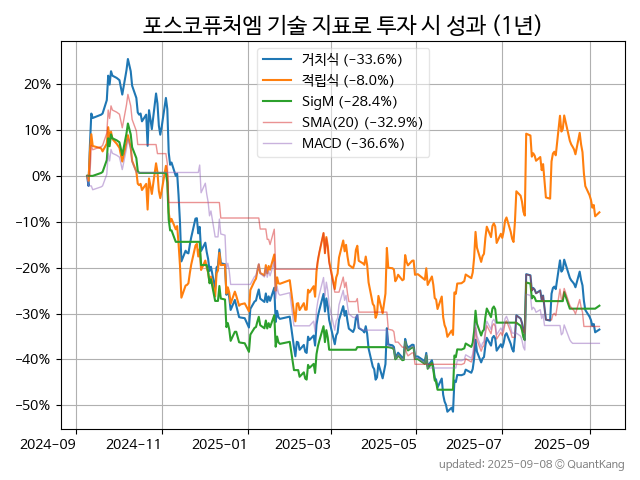 포스코퓨처엠 기술 지표로 투자 시 성과 (1년)
거치식 (−33.6%)
적립식 (−8.0%)
SigM (−28.4%)
SMA(20) (−32.9%)
MACD (−36.6%)
20%
10%
0%
−10%
−20%
−30%
−40%
−50%
2024-09 2024-11 2025-01 2025-03 2025-05 2025-07 2025-09
updated: 2025-09-08 © QuantKang